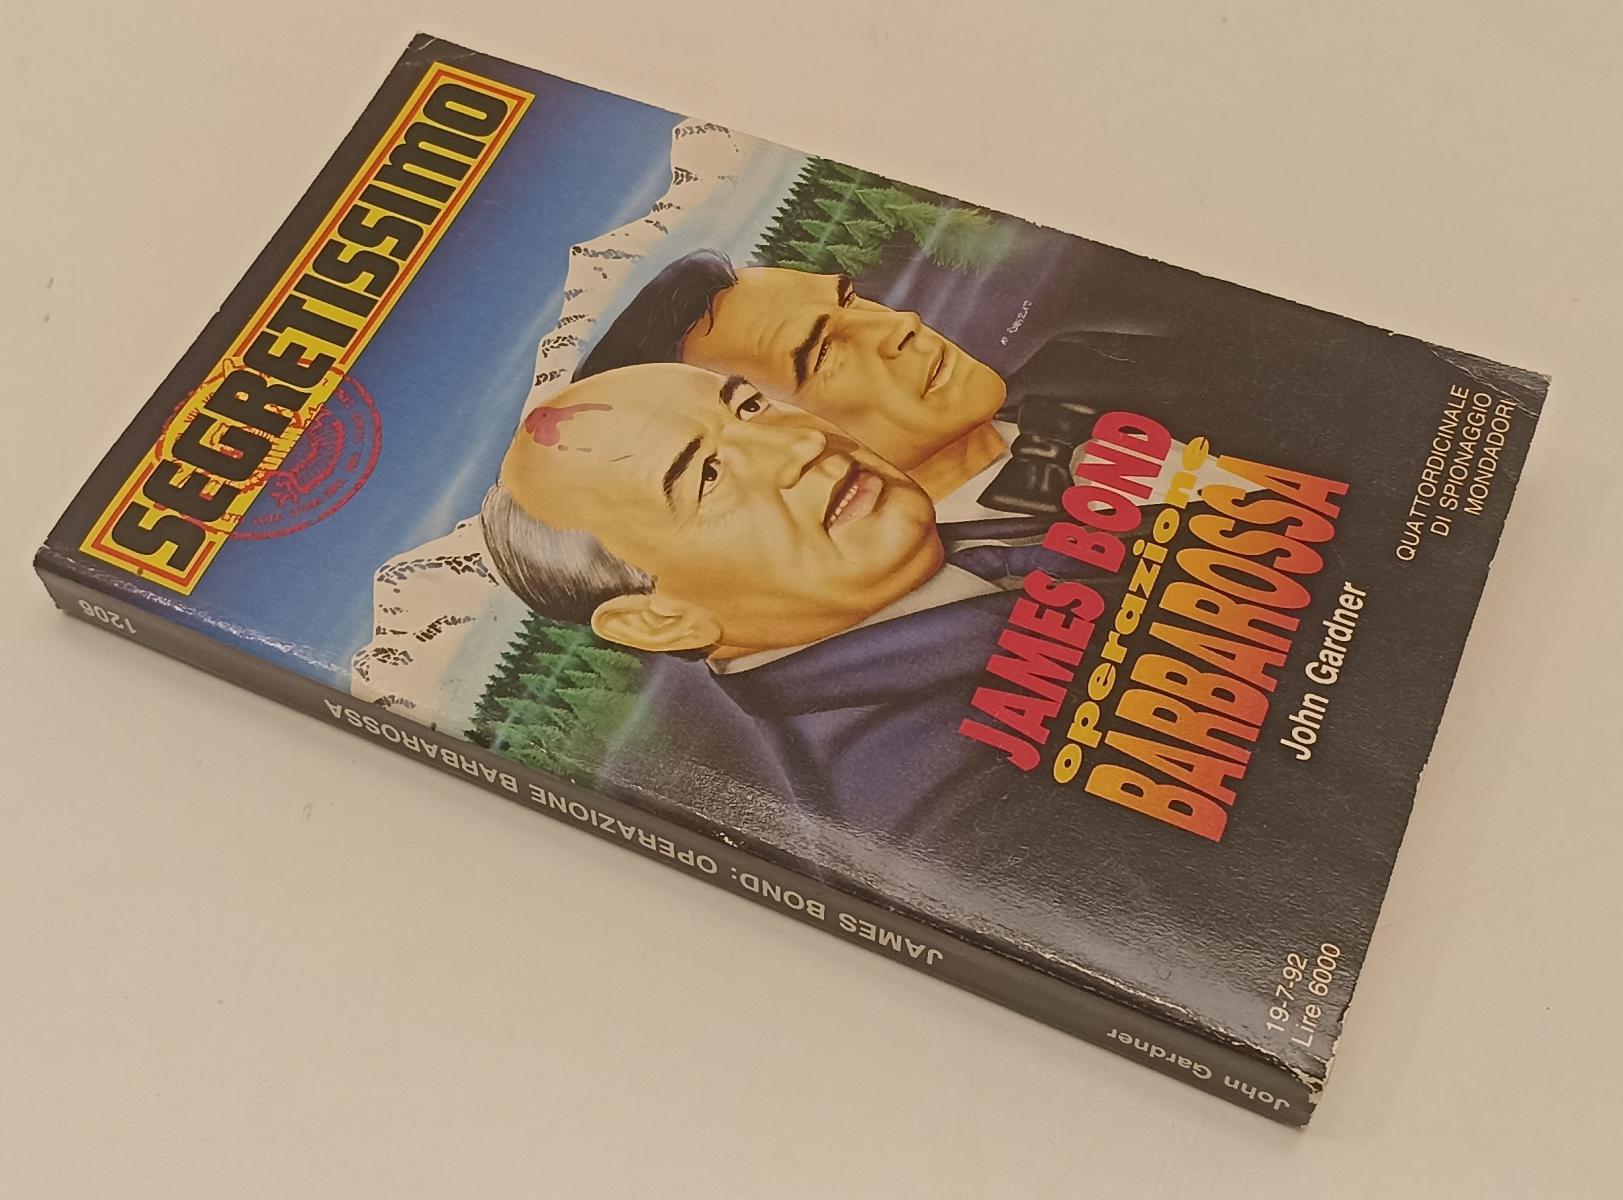 SEGRETISSIMO
JAMES BOND
operazione
BARBAROSSA
John Gardner
QUATTORDICINALE
DI SPIONAGGIO
MONDADORI
19-7-92
Lire 6000
1206
JAMES BOND: OPERAZIONE BARBAROSSA
John Gardner